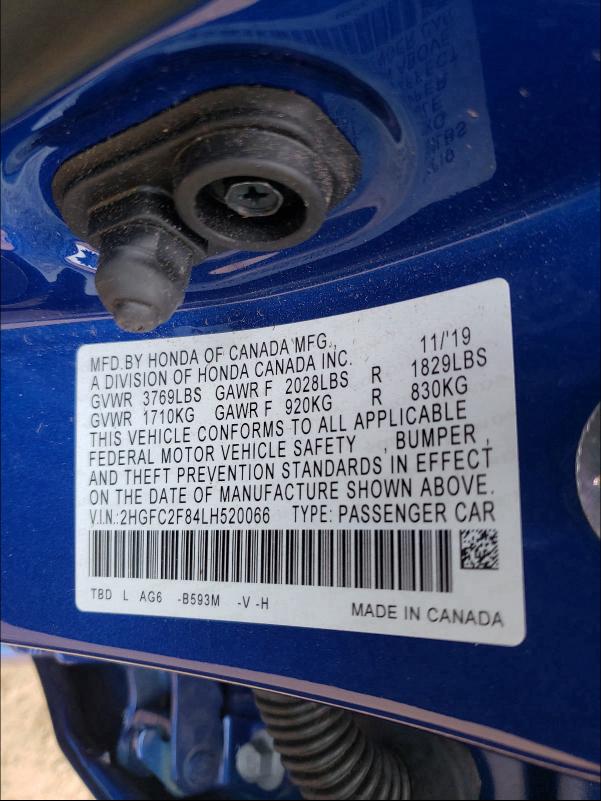 MFD.BY HONDA OF CANADA MFG., 11/'19
A DIVISION OF HONDA CANADA INC.
GVWR 3769LBS GAWR F 2028LBS R 1829LBS
GVWR 1710KG GAWR F 920KG R 830KG
THIS VEHICLE CONFORMS TO ALL APPLICABLE
FEDERAL MOTOR VEHICLE SAFETY , BUMPER ,
AND THEFT PREVENTION STANDARDS IN EFFECT
ON THE DATE OF MANUFACTURE SHOWN ABOVE.
V.I.N.:2HGFC2F84LH520066 TYPE: PASSENGER CAR
TBD L AG6 -B593M -V -H
MADE IN CANADA